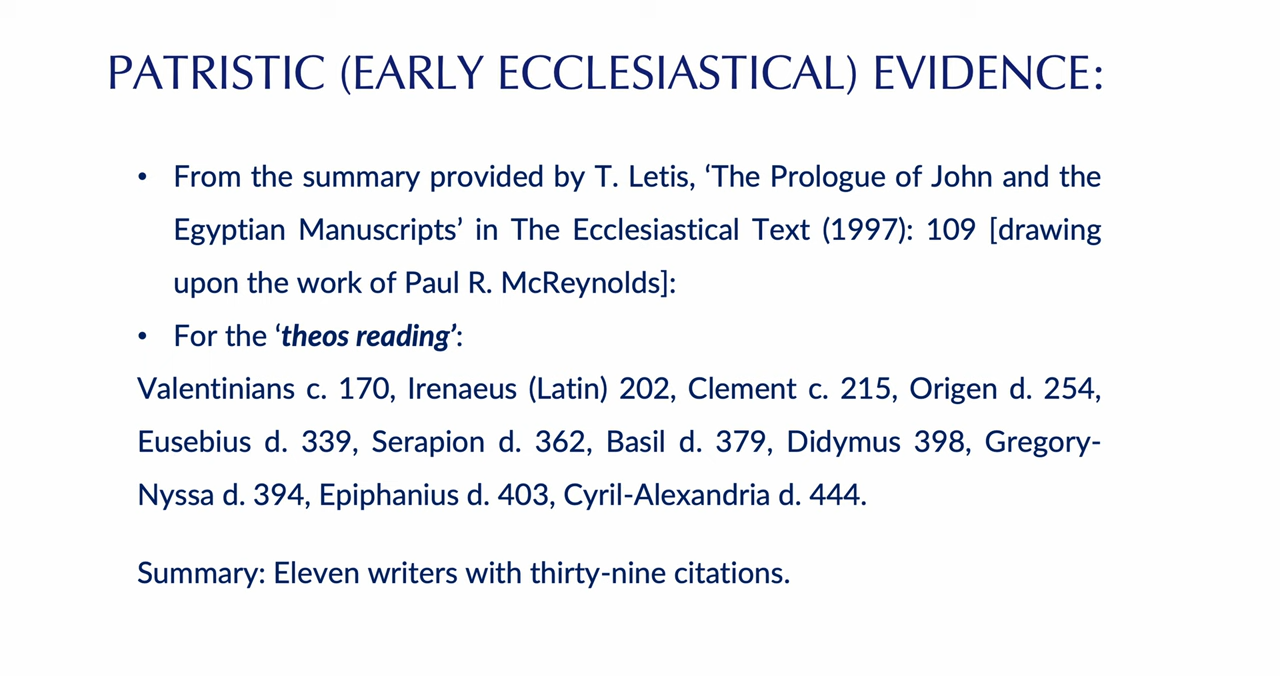 PATRISTIC (EARLY ECCLESIASTICAL) EVIDENCE:
• From the summary provided by T. Letis, ‘The Prologue of John and the
Egyptian Manuscripts’ in The Ecclesiastical Text (1997): 109 [drawing
upon the work of Paul R. McReynolds]:
• For the ‘theos reading’:
Valentinians c. 170, Irenaeus (Latin) 202, Clement c. 215, Origen d. 254,
Eusebius d. 339, Serapion d. 362, Basil d. 379, Didymus 398, Gregory-
Nyssa d. 394, Epiphanius d. 403, Cyril-Alexandria d. 444.
Summary: Eleven writers with thirty-nine citations.